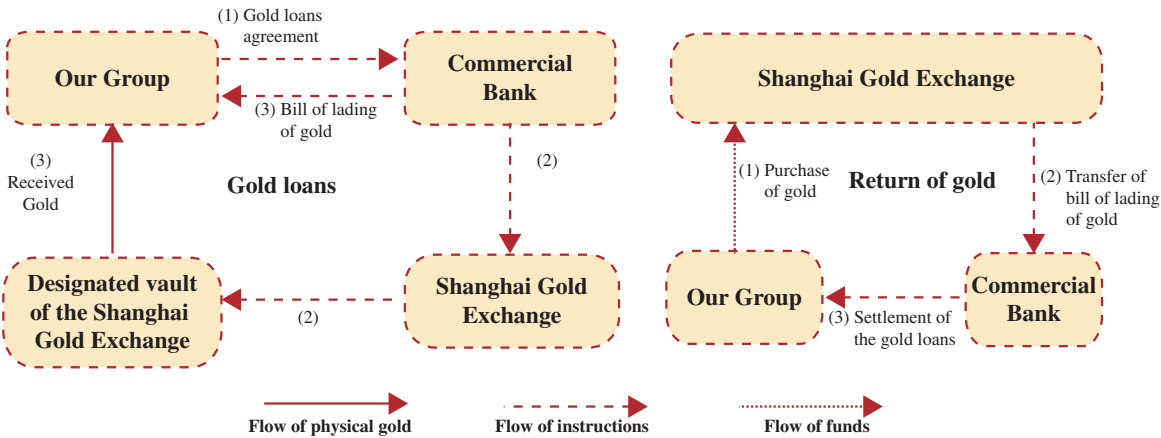 (1) Gold loans
agreement
Our Group
Commercial
Bank
(3) Bill of lading
of gold
(3)
Received
Gold
Gold loans
(2)
Designated vault
of the Shanghai
Gold Exchange
(2)
Shanghai Gold
Exchange
Shanghai Gold Exchange
(1) Purchase
of gold
Return of gold
(2) Transfer of
bill of lading
of gold
Our Group
(3) Settlement of
the gold loans
Commercial
Bank
Flow of physical gold
Flow of instructions
Flow of funds